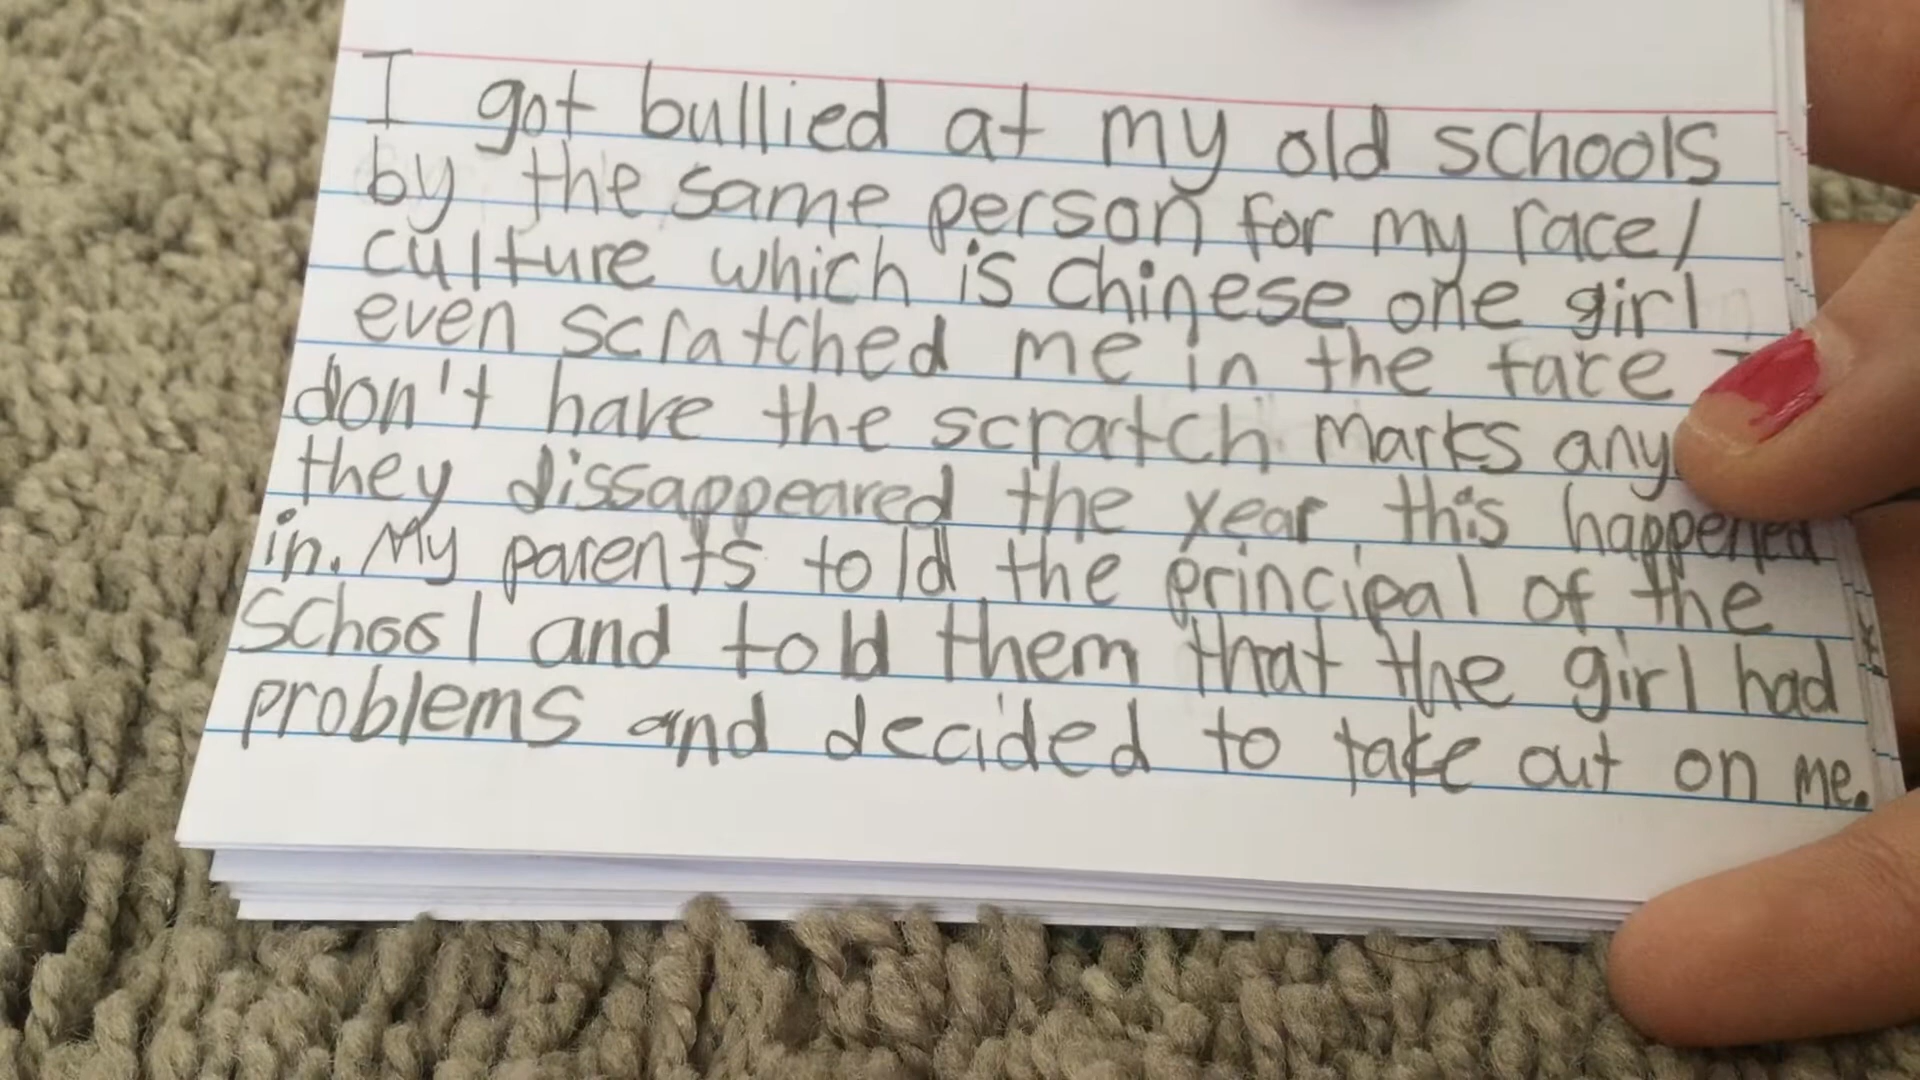 I got bullied at my old schools
by the same person for my race/
culture which is Chinese one girl
even scratched me in the face
don't have the scratch marks any
they dissappeared the year this happened
in. My parents told the principal of the
school and told them that the girl had
problems and decided to take out on me.